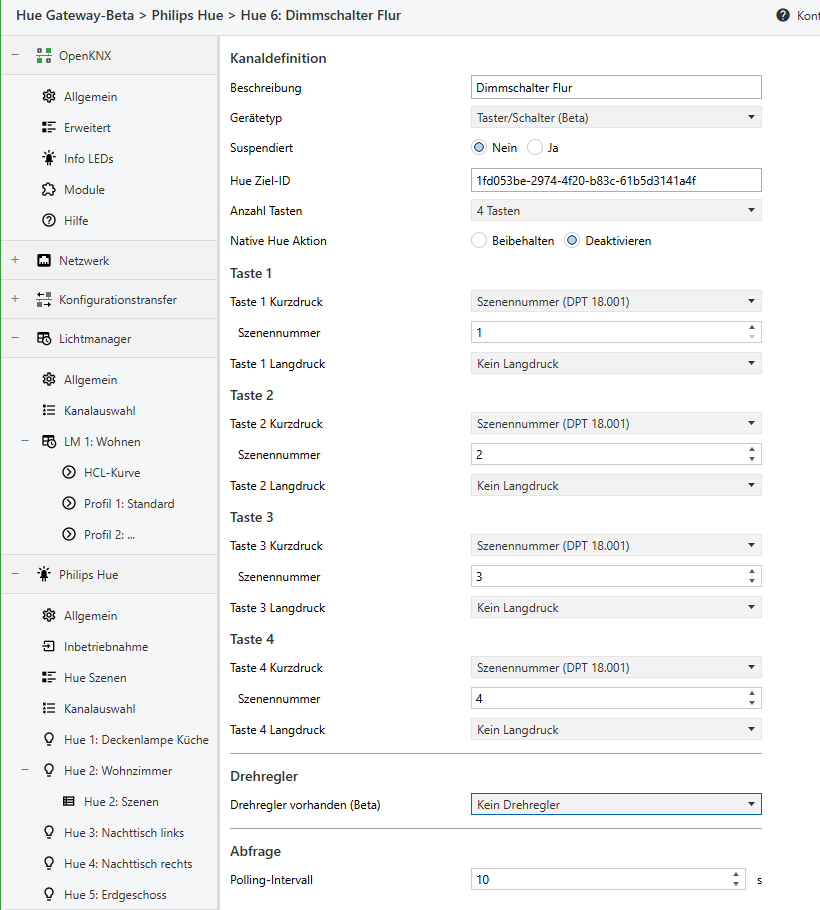 Hue Gateway-Beta > Philips Hue > Hue 6: Dimmschalter Flur
Kont
OpenKNX
Allgemein
Erweitert
Info LEDs
Module
Hilfe
Netzwerk
Konfigurationstransfer
Lichtmanager
Allgemein
Kanalauswahl
LM 1: Wohnen
HCL-Kurve
Profil 1: Standard
Profil 2: ...
Philips Hue
Allgemein
Inbetriebnahme
Hue Szenen
Kanalauswahl
Hue 1: Deckenlampe Küche
Hue 2: Wohnzimmer
Hue 2: Szenen
Hue 3: Nachttisch links
Hue 4: Nachttisch rechts
Hue 5: Erdgeschoss
Kanaldefinition
Beschreibung Dimmschalter Flur
Gerätetyp Taster/Schalter (Beta)
Suspendiert Nein Ja
Hue Ziel-ID 1fd053be-2974-4f20-b83c-61b5d3141a4f
Anzahl Tasten 4 Tasten
Native Hue Aktion Beibehalten Deaktivieren
Taste 1
Taste 1 Kurzdruck Szenennummer (DPT 18.001)
Szenennummer 1
Taste 1 Langdruck Kein Langdruck
Taste 2
Taste 2 Kurzdruck Szenennummer (DPT 18.001)
Szenennummer 2
Taste 2 Langdruck Kein Langdruck
Taste 3
Taste 3 Kurzdruck Szenennummer (DPT 18.001)
Szenennummer 3
Taste 3 Langdruck Kein Langdruck
Taste 4
Taste 4 Kurzdruck Szenennummer (DPT 18.001)
Szenennummer 4
Taste 4 Langdruck Kein Langdruck
Drehregler
Drehregler vorhanden (Beta) Kein Drehregler
Abfrage
Polling-Intervall 10 s